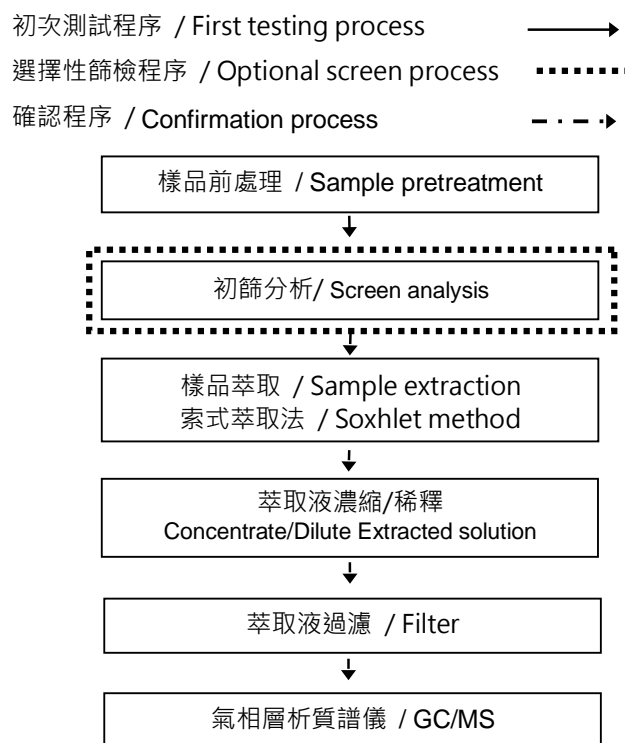 初次測試程序 / First testing process
選擇性篩檢程序 / Optional screen process
確認程序 / Confirmation process
樣品前處理 / Sample pretreatment
初篩分析/ Screen analysis
樣品萃取 / Sample extraction
索式萃取法 / Soxhlet method
萃取液濃縮/稀釋
Concentrate/Dilute Extracted solution
萃取液過濾 / Filter
氣相層析質譜儀 / GC/MS